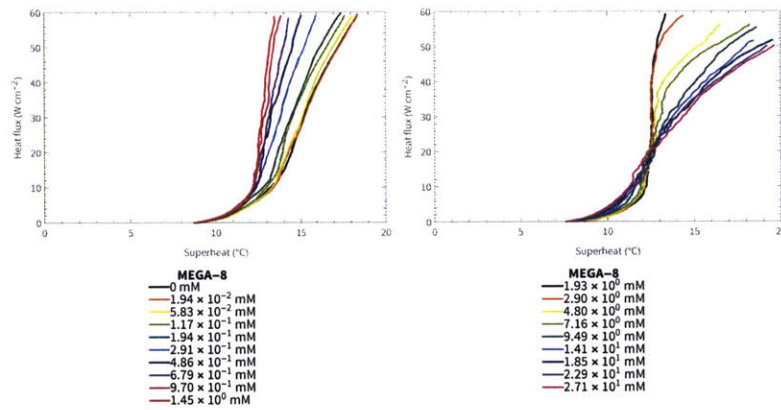 60
50
40
30
20
10
0
Heat flux (W cm⁻²)
0 5 10 15 20
Superheat (°C)
MEGA–8
0 mM
1.94 × 10⁻² mM
5.83 × 10⁻² mM
1.17 × 10⁻¹ mM
1.94 × 10⁻¹ mM
2.91 × 10⁻¹ mM
4.86 × 10⁻¹ mM
6.79 × 10⁻¹ mM
9.70 × 10⁻¹ mM
1.45 × 10⁰ mM
60
50
40
30
20
10
0
Heat flux (W cm⁻²)
0 5 10 15 20
Superheat (°C)
MEGA–8
1.93 × 10⁰ mM
2.90 × 10⁰ mM
4.80 × 10⁰ mM
7.16 × 10⁰ mM
9.49 × 10⁰ mM
1.41 × 10¹ mM
1.85 × 10¹ mM
2.29 × 10¹ mM
2.71 × 10¹ mM